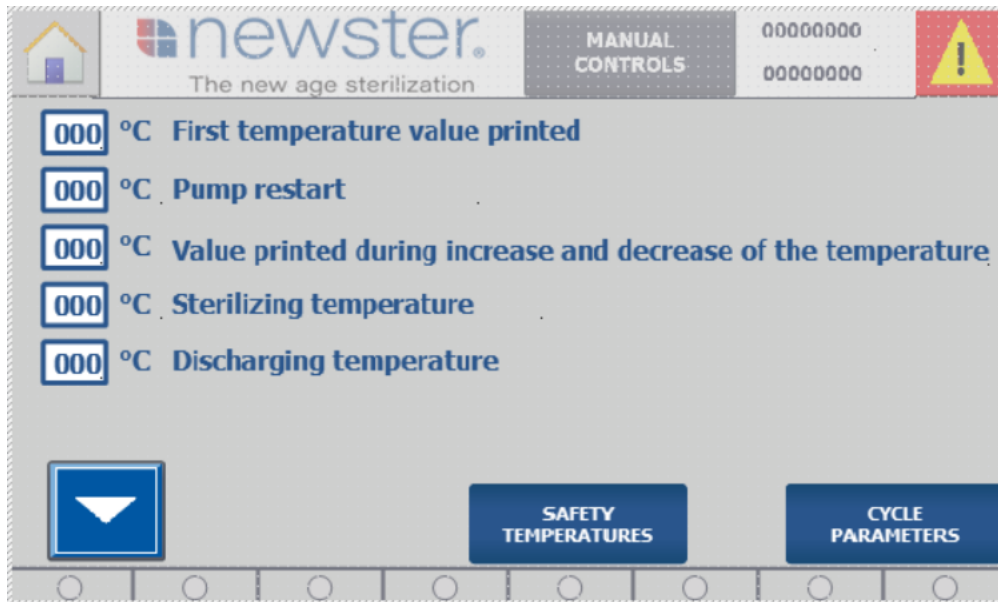 newster®
The new age sterilization
MANUAL
CONTROLS
00000000
00000000
!
000 °C First temperature value printed
000 °C Pump restart
000 °C Value printed during increase and decrease of the temperature
000 °C Sterilizing temperature
000 °C Discharging temperature
SAFETY
TEMPERATURES
CYCLE
PARAMETERS